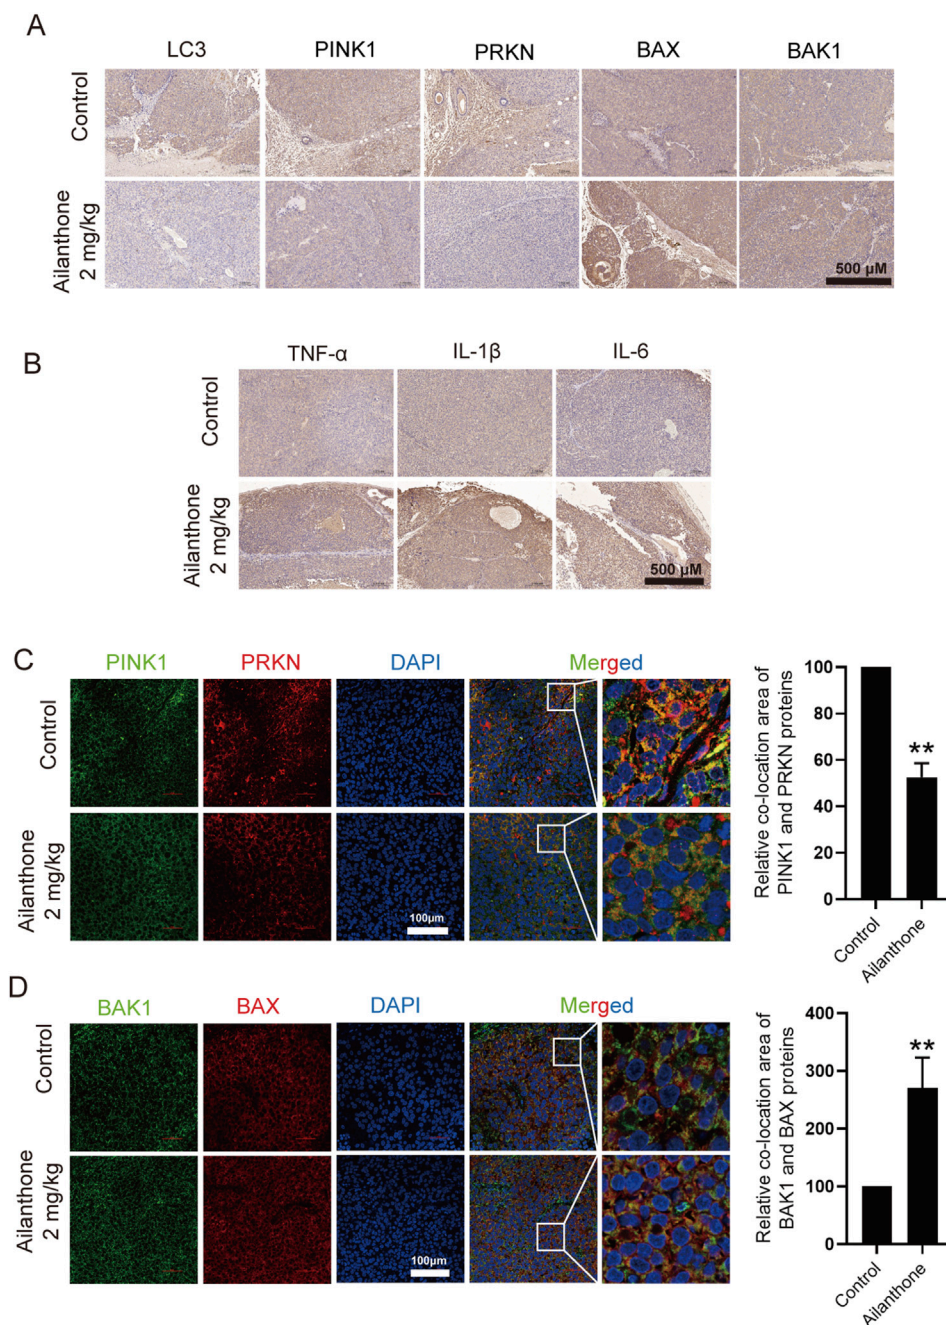 A
LC3 PINK1 PRKN BAX BAK1
Control
Ailanthone
2 mg/kg
500 μM
B
TNF-α IL-1β IL-6
Control
Ailanthone
2 mg/kg
500 μM
C
PINK1 PRKN DAPI Merged
Control
Ailanthone
2 mg/kg
100μm
Relative co-location area of
PINK1 and PRKN proteins
100
80
60
40
20
0
**
Control
Ailanthone
D
BAK1 BAX DAPI Merged
Control
Ailanthone
2 mg/kg
100μm
Relative co-location area of
BAK1 and BAX proteins
400
300
200
100
0
**
Control
Ailanthone